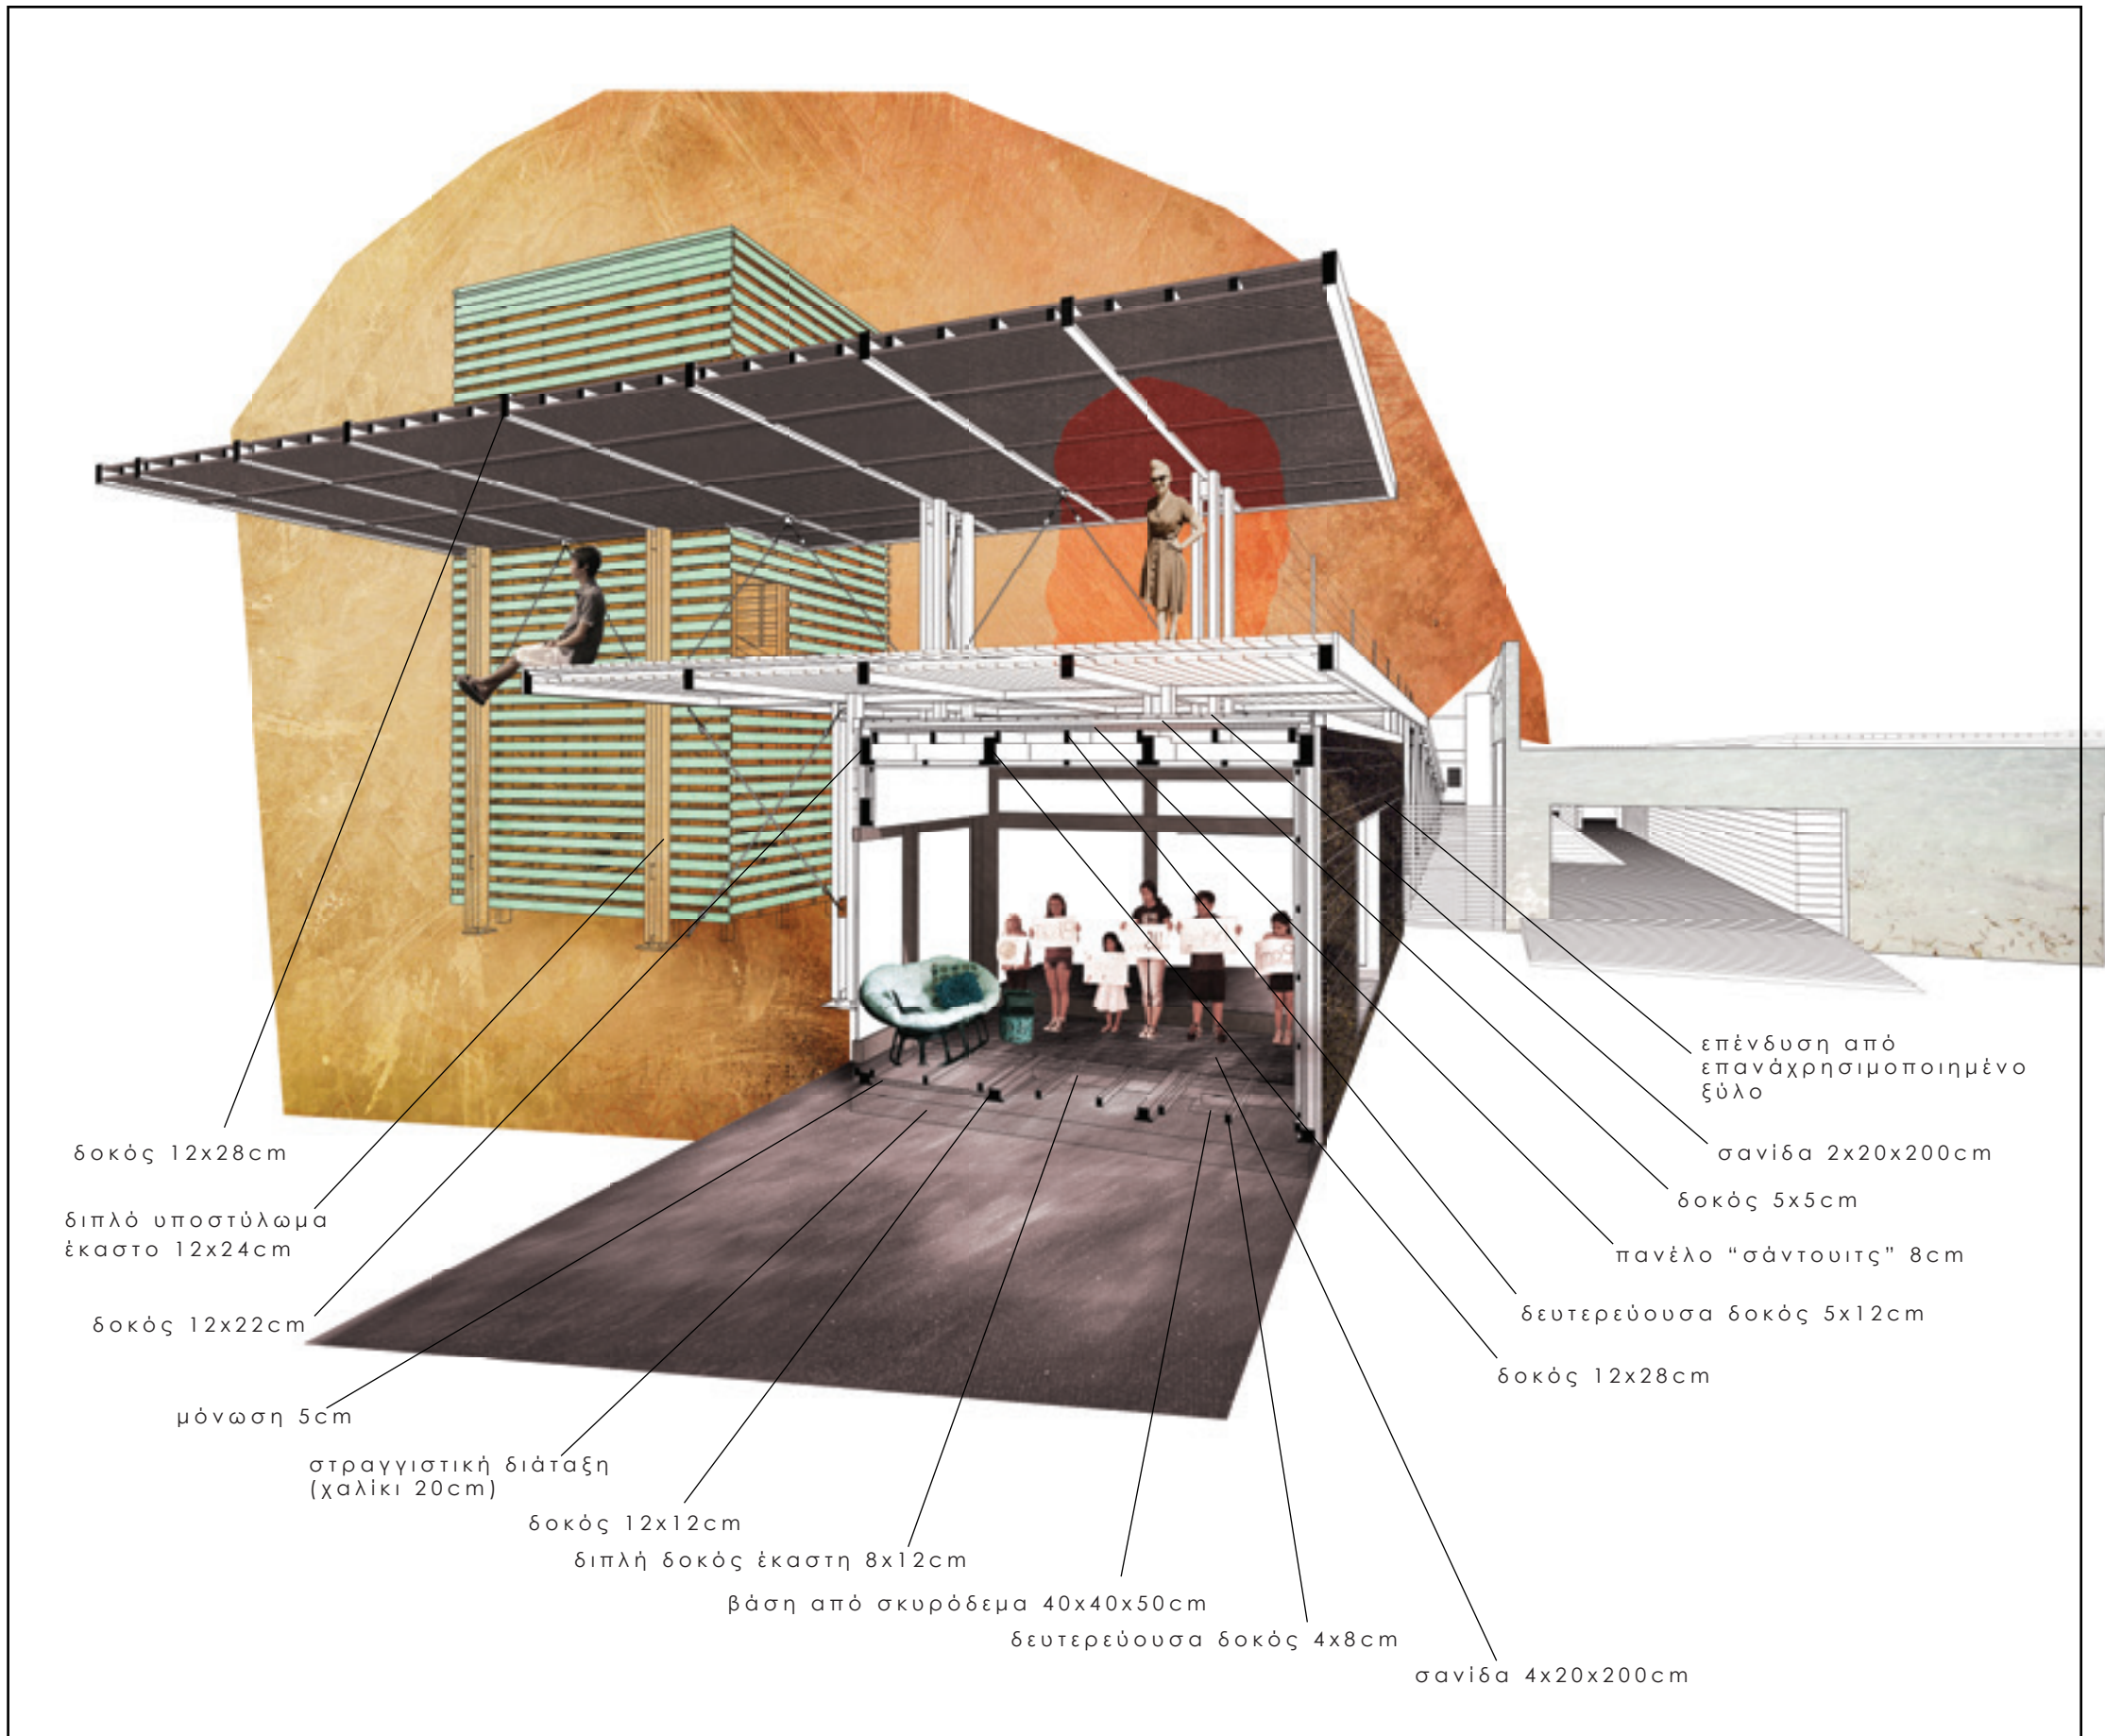 δοκός 12x28cm
διπλό υποστύλωμα
έκαστο 12x24cm
δοκός 12x22cm
μόνωση 5cm
στραγγιστική διάταξη
(χαλίκι 20cm)
δοκός 12x12cm
διπλή δοκός έκαστη 8x12cm
βάση από σκυρόδεμα 40x40x50cm
δευτερεύουσα δοκός 4x8cm
σανίδα 4x20x200cm
επένδυση από
επανάχρησιμοποιημένο
ξύλο
σανίδα 2x20x200cm
δοκός 5x5cm
πανέλο “σάντουιτς” 8cm
δευτερεύουσα δοκός 5x12cm
δοκός 12x28cm